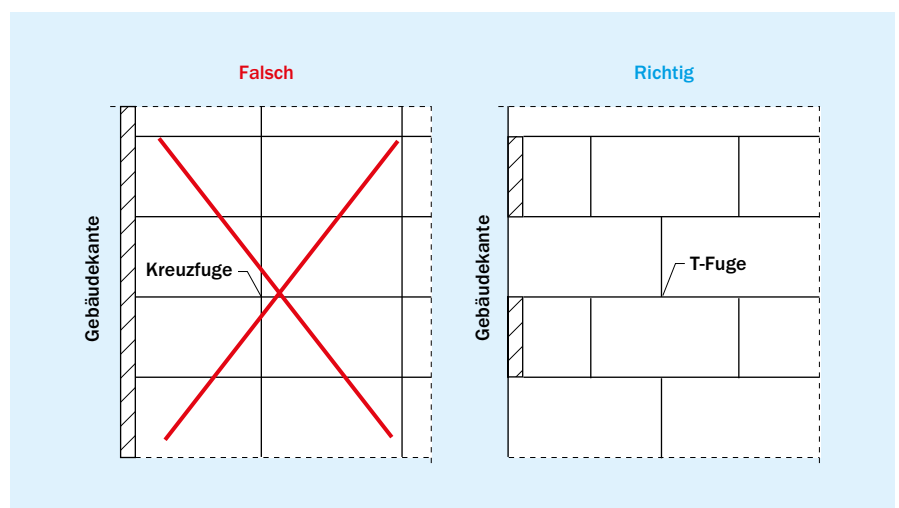 Falsch
Gebäudekante
Kreuzfuge
Richtig
Gebäudekante
T-Fuge